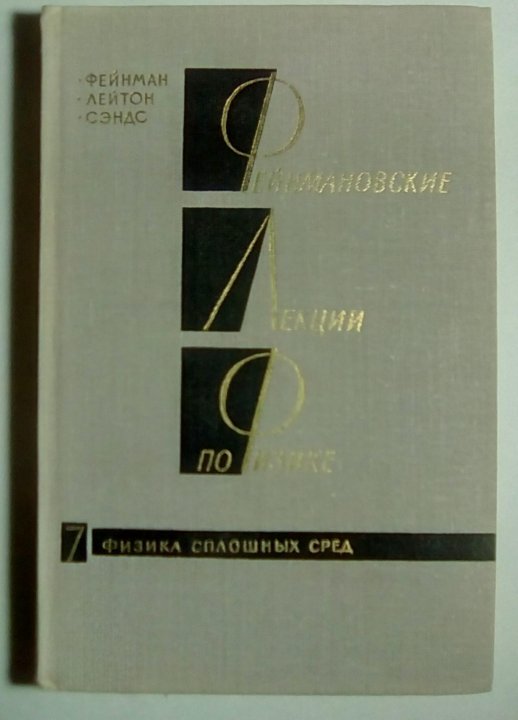 · ФЕЙНМАН
· ЛЕЙТОН
· СЭНДС
ФЕЙНМАНОВСКИЕ
ЛЕКЦИИ
ПО ФИЗИКЕ
7 ФИЗИКА СПЛОШНЫХ СРЕД